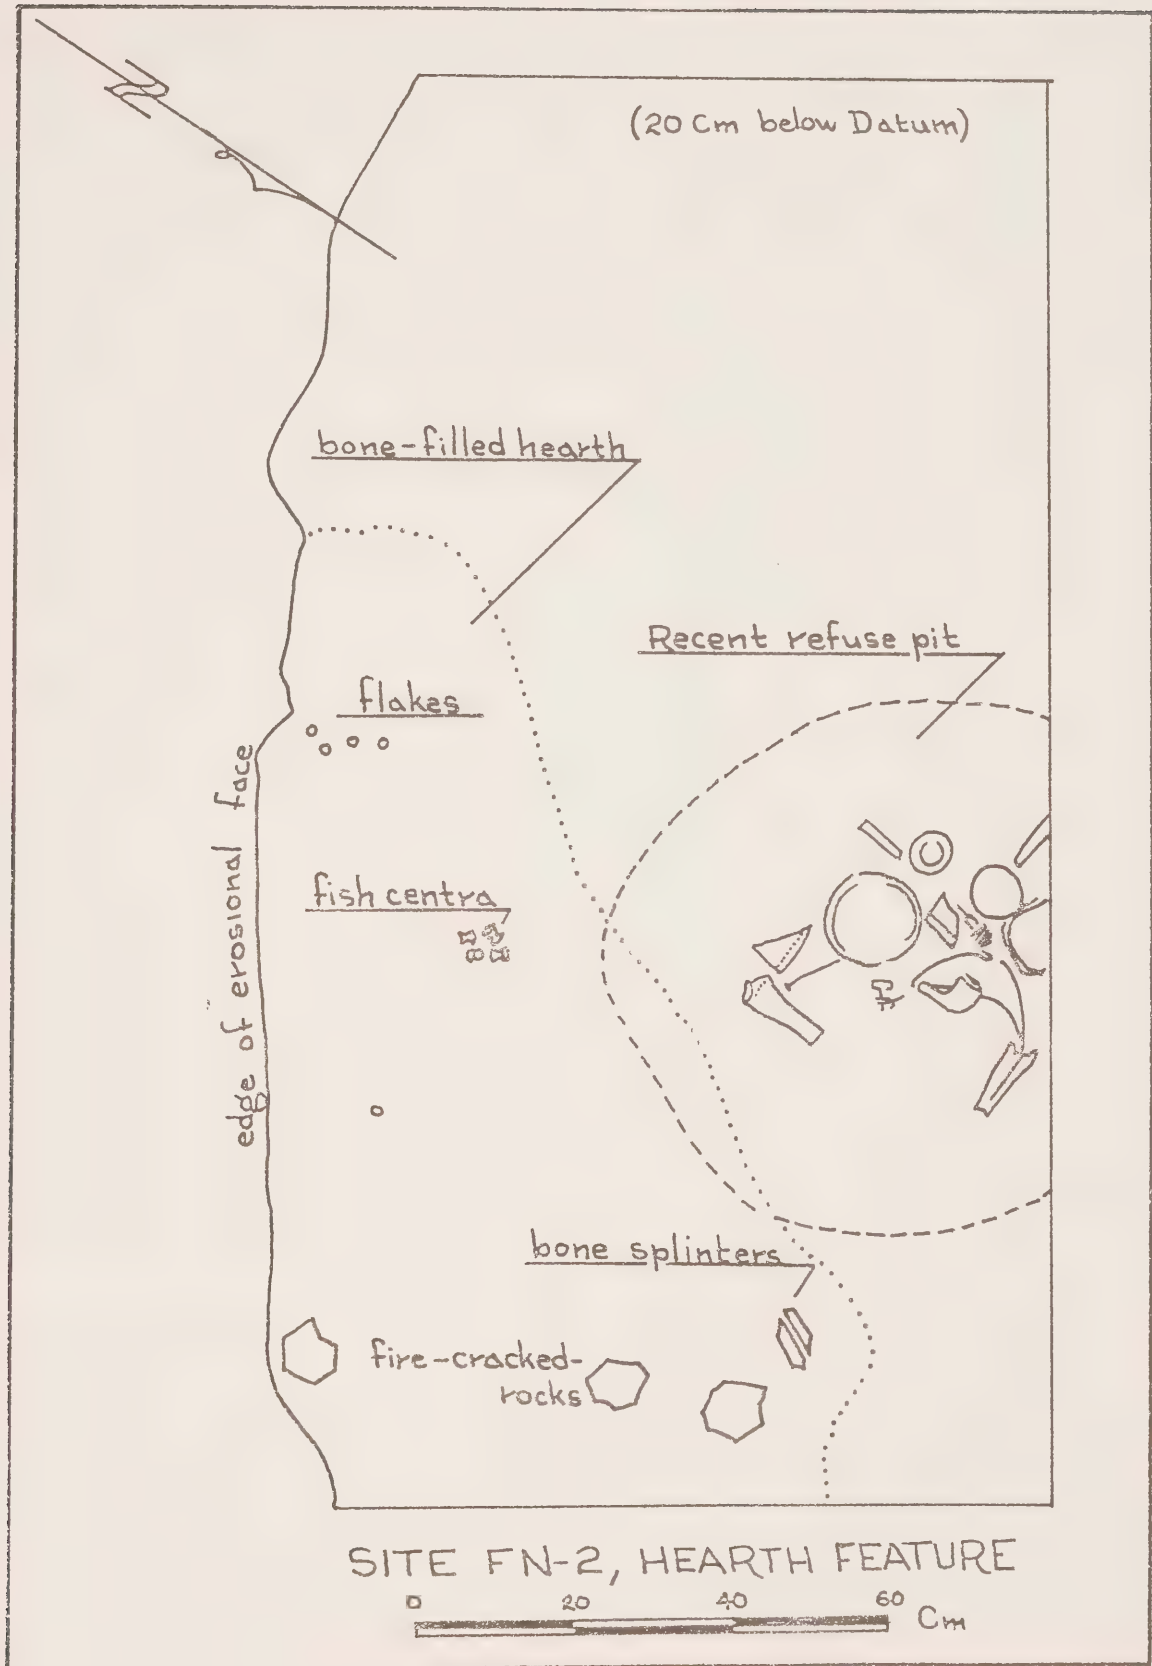 N
(20 Cm below Datum)
bone-filled hearth
Recent refuse pit
flakes
edge of erosional face
fish centra
bone splinters
fire-cracked-
rocks
SITE FN-2, HEARTH FEATURE
0 20 40 60 Cm